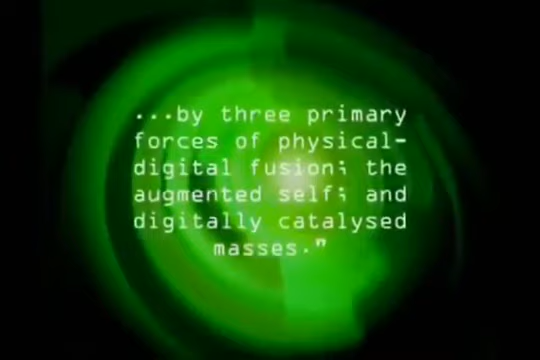 ...by three primary
forces of physical-
digital fusion; the
augmented self; and
digitally catalysed
masses."